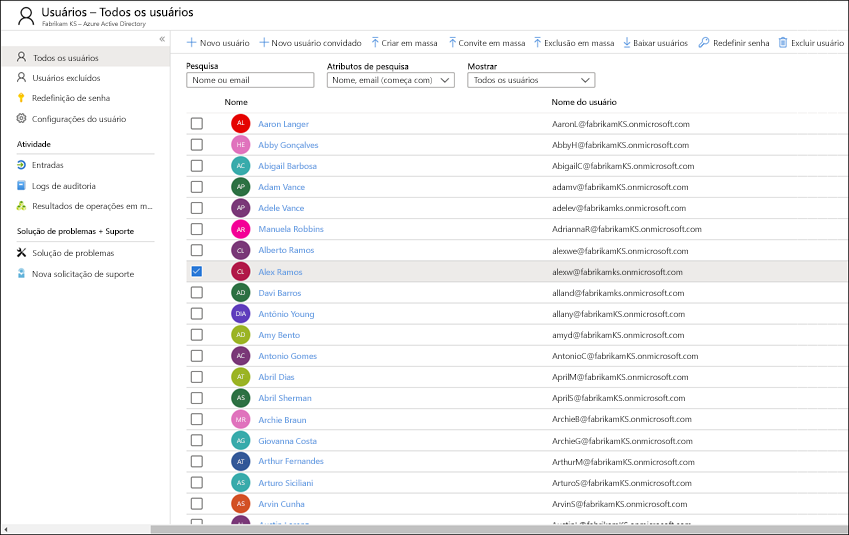 Usuários – Todos os usuários
Fabrikam KS – Azure Active Directory
«
Todos os usuários
Usuários excluídos
Redefinição de senha
Configurações do usuário
Atividade
Entradas
Logs de auditoria
Resultados de operações em m...
Solução de problemas + Suporte
Solução de problemas
Nova solicitação de suporte
Novo usuário Novo usuário convidado Criar em massa Convite em massa Exclusão em massa Baixar usuários Redefinir senha Excluir usuário
Pesquisa Atributos de pesquisa Mostrar
Nome ou email Nome, email (começa com) Todos os usuários
Nome Nome do usuário
AL Aaron Langer AaronL@fabrikamKS.onmicrosoft.com
HE Abby Gonçalves AbbyH@fabrikamKS.onmicrosoft.com
AC Abigail Barbosa AbigailC@fabrikamKS.onmicrosoft.com
AP Adam Vance adamv@fabrikamKS.onmicrosoft.com
AP Adele Vance adelev@fabrikamks.onmicrosoft.com
AR Manuela Robbins AdriannaR@fabrikamKS.onmicrosoft.com
CL Alberto Ramos alexwe@fabrikamKS.onmicrosoft.com
CL Alex Ramos alexw@fabrikamks.onmicrosoft.com
AD Davi Barros alland@fabrikamks.onmicrosoft.com
DIA António Young allany@fabrikamKS.onmicrosoft.com
AD Amy Bento amyd@fabrikamKS.onmicrosoft.com
AC Antonio Gomes AntonioC@fabrikamKS.onmicrosoft.com
AT Abril Dias AprilM@fabrikamKS.onmicrosoft.com
AS Abril Sherman AprilS@fabrikamKS.onmicrosoft.com
MR Archie Braun ArchieB@fabrikamKS.onmicrosoft.com
AG Giovanna Costa ArchieG@fabrikamKS.onmicrosoft.com
AT Arthur Fernandes ArthurM@fabrikamKS.onmicrosoft.com
AS Arturo Siciliani ArturoS@fabrikamKS.onmicrosoft.com
AS Arvin Cunha ArvinS@fabrikamKS.onmicrosoft.com